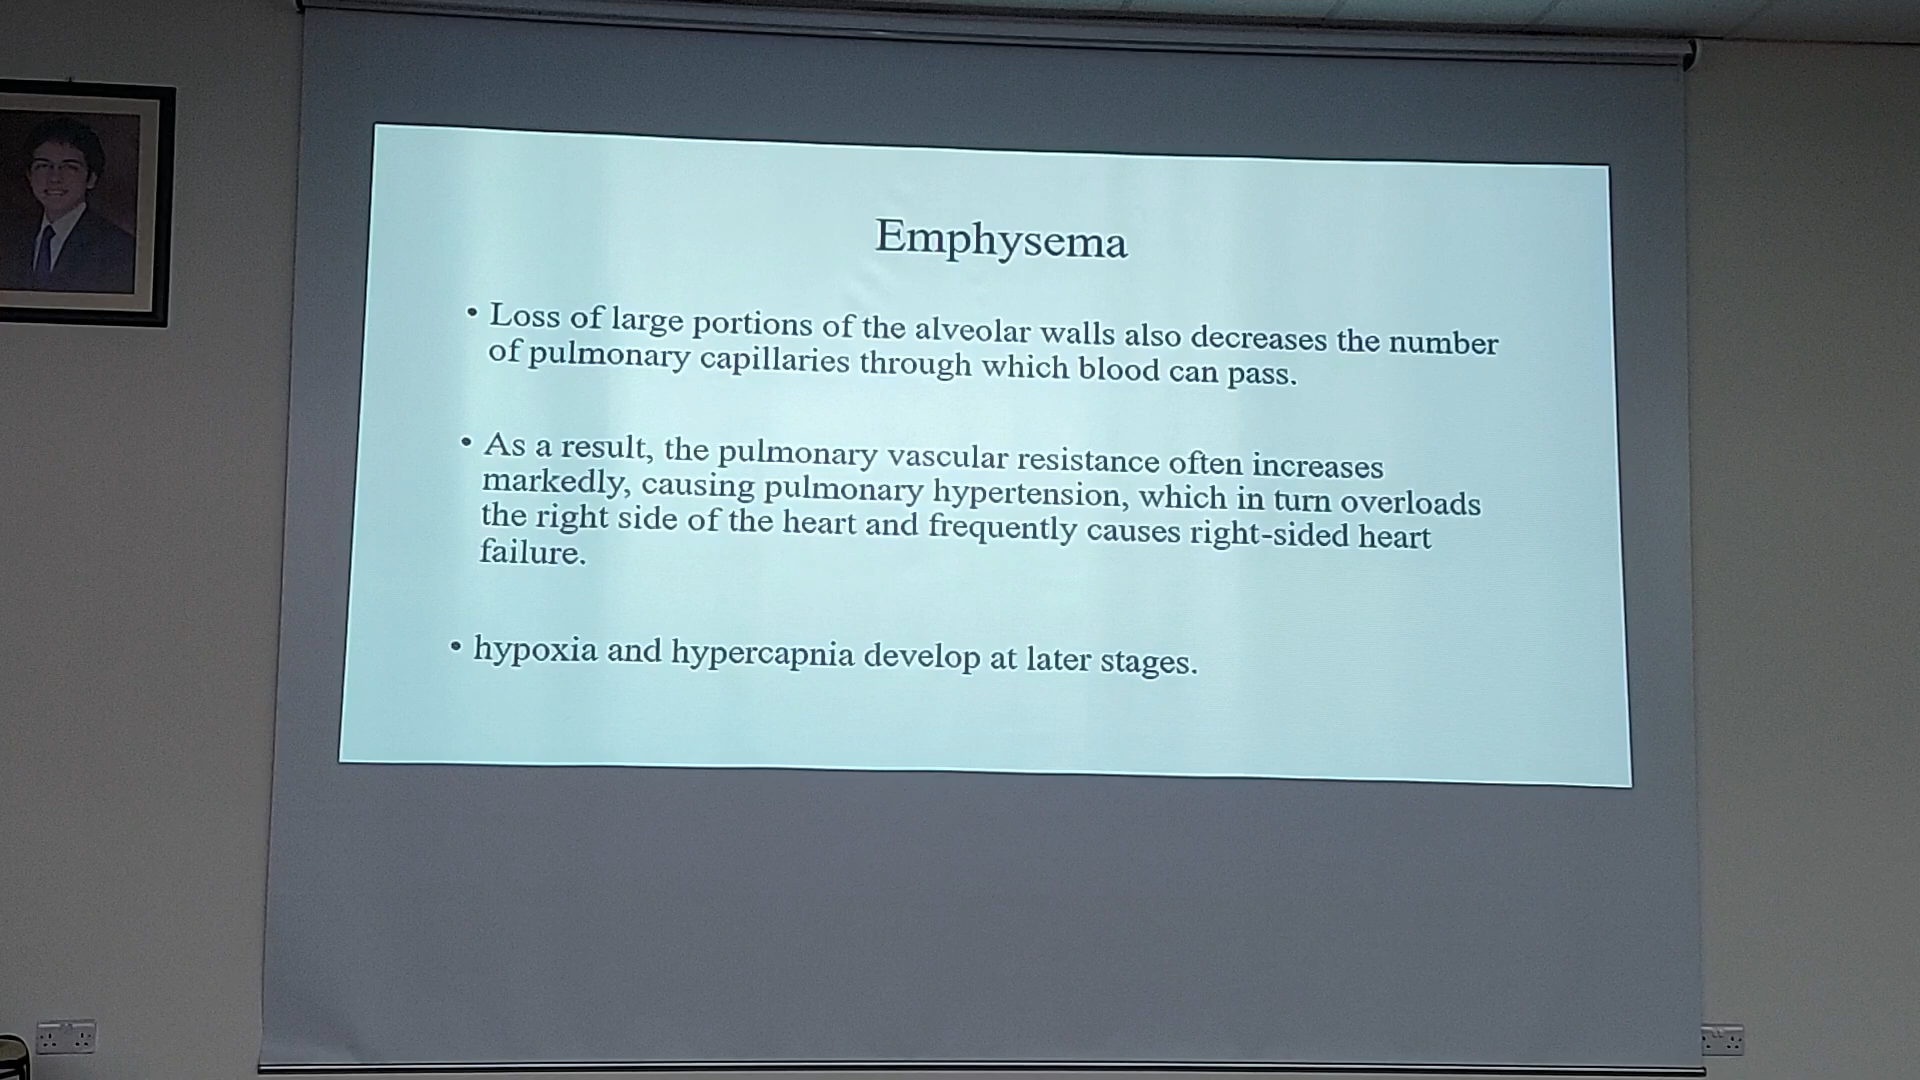 Emphysema
• Loss of large portions of the alveolar walls also decreases the number
of pulmonary capillaries through which blood can pass.
• As a result, the pulmonary vascular resistance often increases
markedly, causing pulmonary hypertension, which in turn overloads
the right side of the heart and frequently causes right-sided heart
failure.
• hypoxia and hypercapnia develop at later stages.